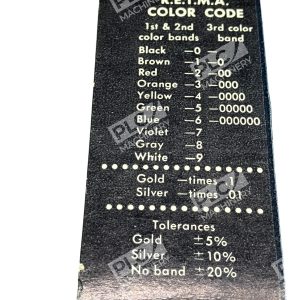 R.E.T.M.A.
COLOR CODE
1st & 2nd 3rd color
color bands band
Black —0
Brown —1 —0
Red —2 —00
Orange —3 —000
Yellow —4 —0000
Green —5 —00000
Blue —6 —000000
Violet —7
Gray —8
White —9
Gold —times .1
Silver —times .01
Tolerances
Gold ±5%
Silver ±10%
No band ±20%